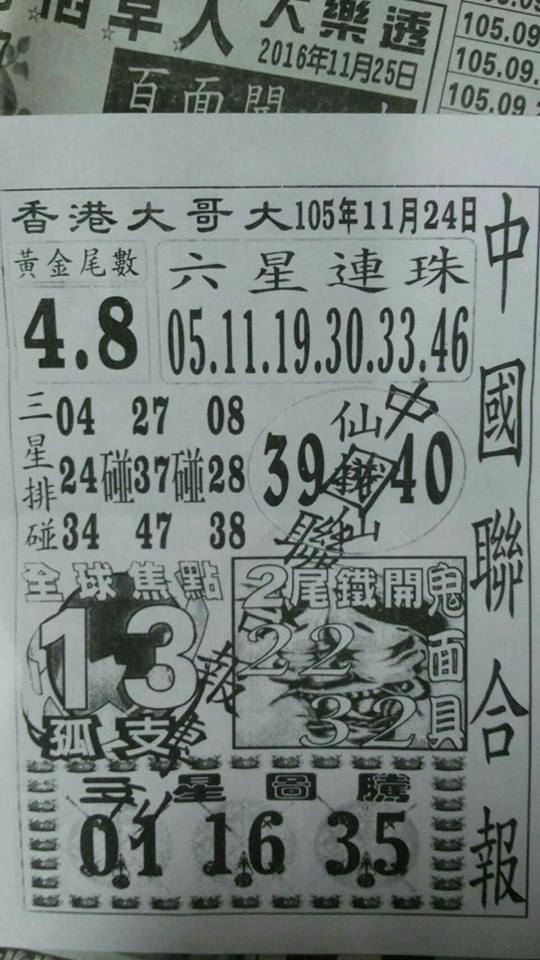 草人大樂透
2016年11月25日
百面開
105.09
105.09.
105.09.2
香港大哥大105年11月24日
中國聯合報
黃金尾數
4.8
六星連珠
05.11.19.30.33.46
三星排碰
04 27 08
24碰37碰28
34 47 38
仙
39 40
仙
中
聯
報
全球焦點
13
孤支
2尾鐵開鬼面具
22
32
三星圖騰
01 16 35